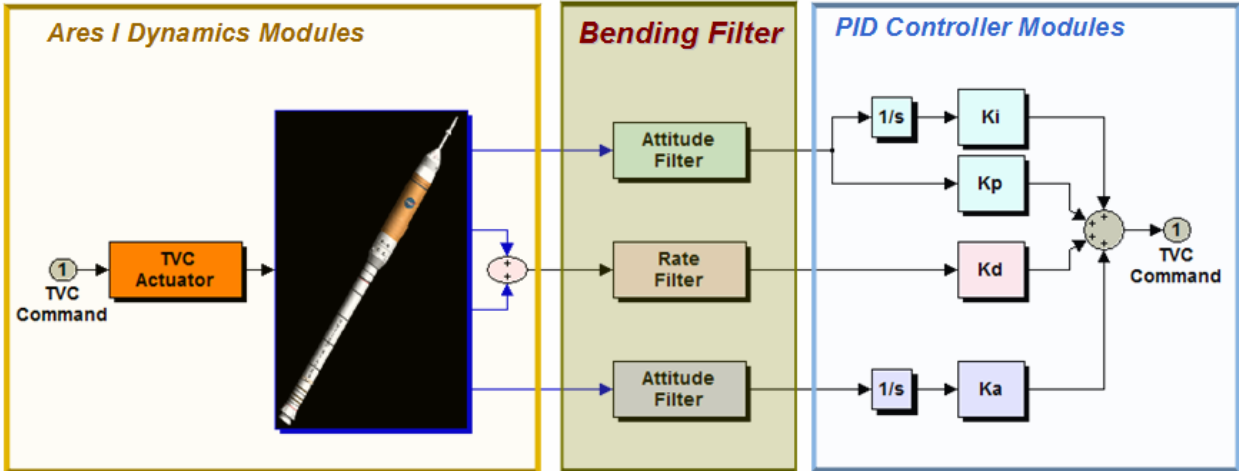 Ares I Dynamics Modules
Bending Filter
PID Controller Modules
1
TVC
Command
TVC
Actuator
+
+
Attitude
Filter
Rate
Filter
Attitude
Filter
1/s
Ki
Kp
Kd
1/s
Ka
+
+
+
+
1
TVC
Command